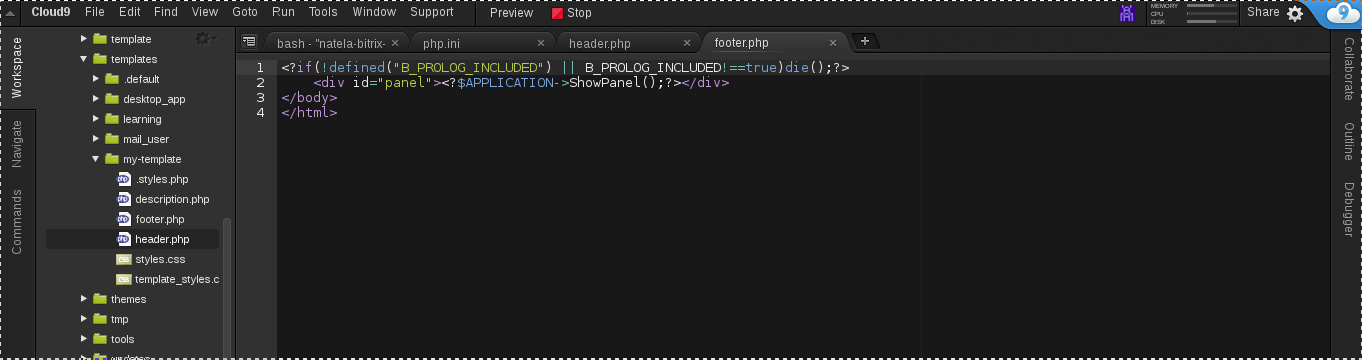 Cloud9 File Edit Find View Goto Run Tools Window Support Preview Stop MEMORY CPU DISK Share 9
Workspace
Navigate
Commands
template
templates
.default
desktop_app
learning
mail_user
my-template
.styles.php
description.php
footer.php
header.php
styles.css
template_styles.c
themes
tmp
tools
bash - "natela-bitrix- × php.ini × header.php × footer.php × +
1 <?if(!defined("B_PROLOG_INCLUDED") || B_PROLOG_INCLUDED!==true)die();?>
2 <div id="panel"><?$APPLICATION->ShowPanel();?></div>
3 </body>
4 </html>
Collaborate
Outline
Debugger